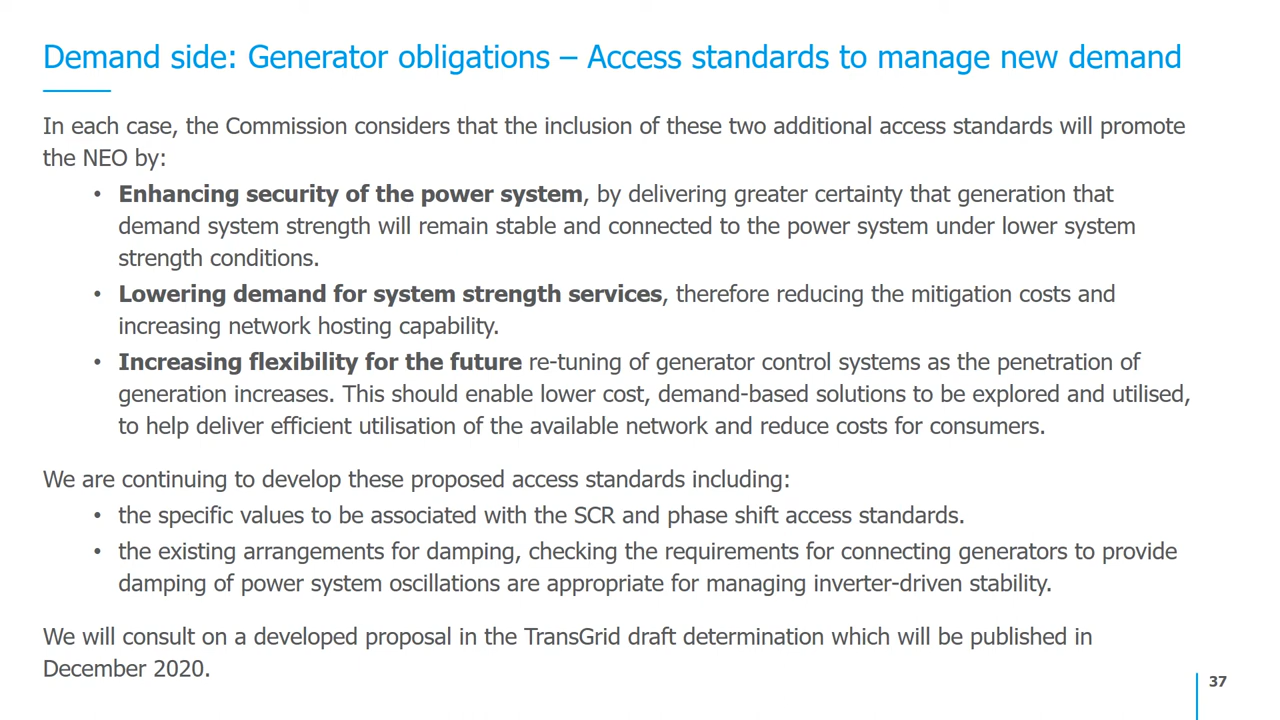 Demand side: Generator obligations – Access standards to manage new demand
In each case, the Commission considers that the inclusion of these two additional access standards will promote
the NEO by:
• Enhancing security of the power system, by delivering greater certainty that generation that
demand system strength will remain stable and connected to the power system under lower system
strength conditions.
• Lowering demand for system strength services, therefore reducing the mitigation costs and
increasing network hosting capability.
• Increasing flexibility for the future re-tuning of generator control systems as the penetration of
generation increases. This should enable lower cost, demand-based solutions to be explored and utilised,
to help deliver efficient utilisation of the available network and reduce costs for consumers.
We are continuing to develop these proposed access standards including:
• the specific values to be associated with the SCR and phase shift access standards.
• the existing arrangements for damping, checking the requirements for connecting generators to provide
damping of power system oscillations are appropriate for managing inverter-driven stability.
We will consult on a developed proposal in the TransGrid draft determination which will be published in
December 2020.
37